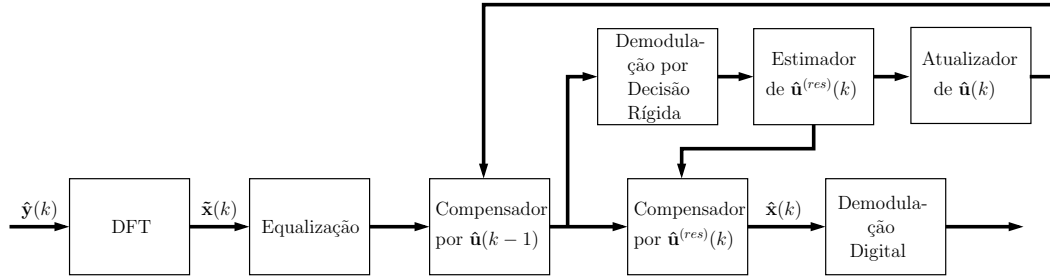 Demodula-
ção por
Decisão
Rígida
Estimador
de û^(res)(k)
Atualizador
de û(k)
ŷ(k)
DFT
x̃(k)
Equalização
Compensador
por û(k − 1)
Compensador
por û^(res)(k)
x̂(k)
Demodula-
ção
Digital